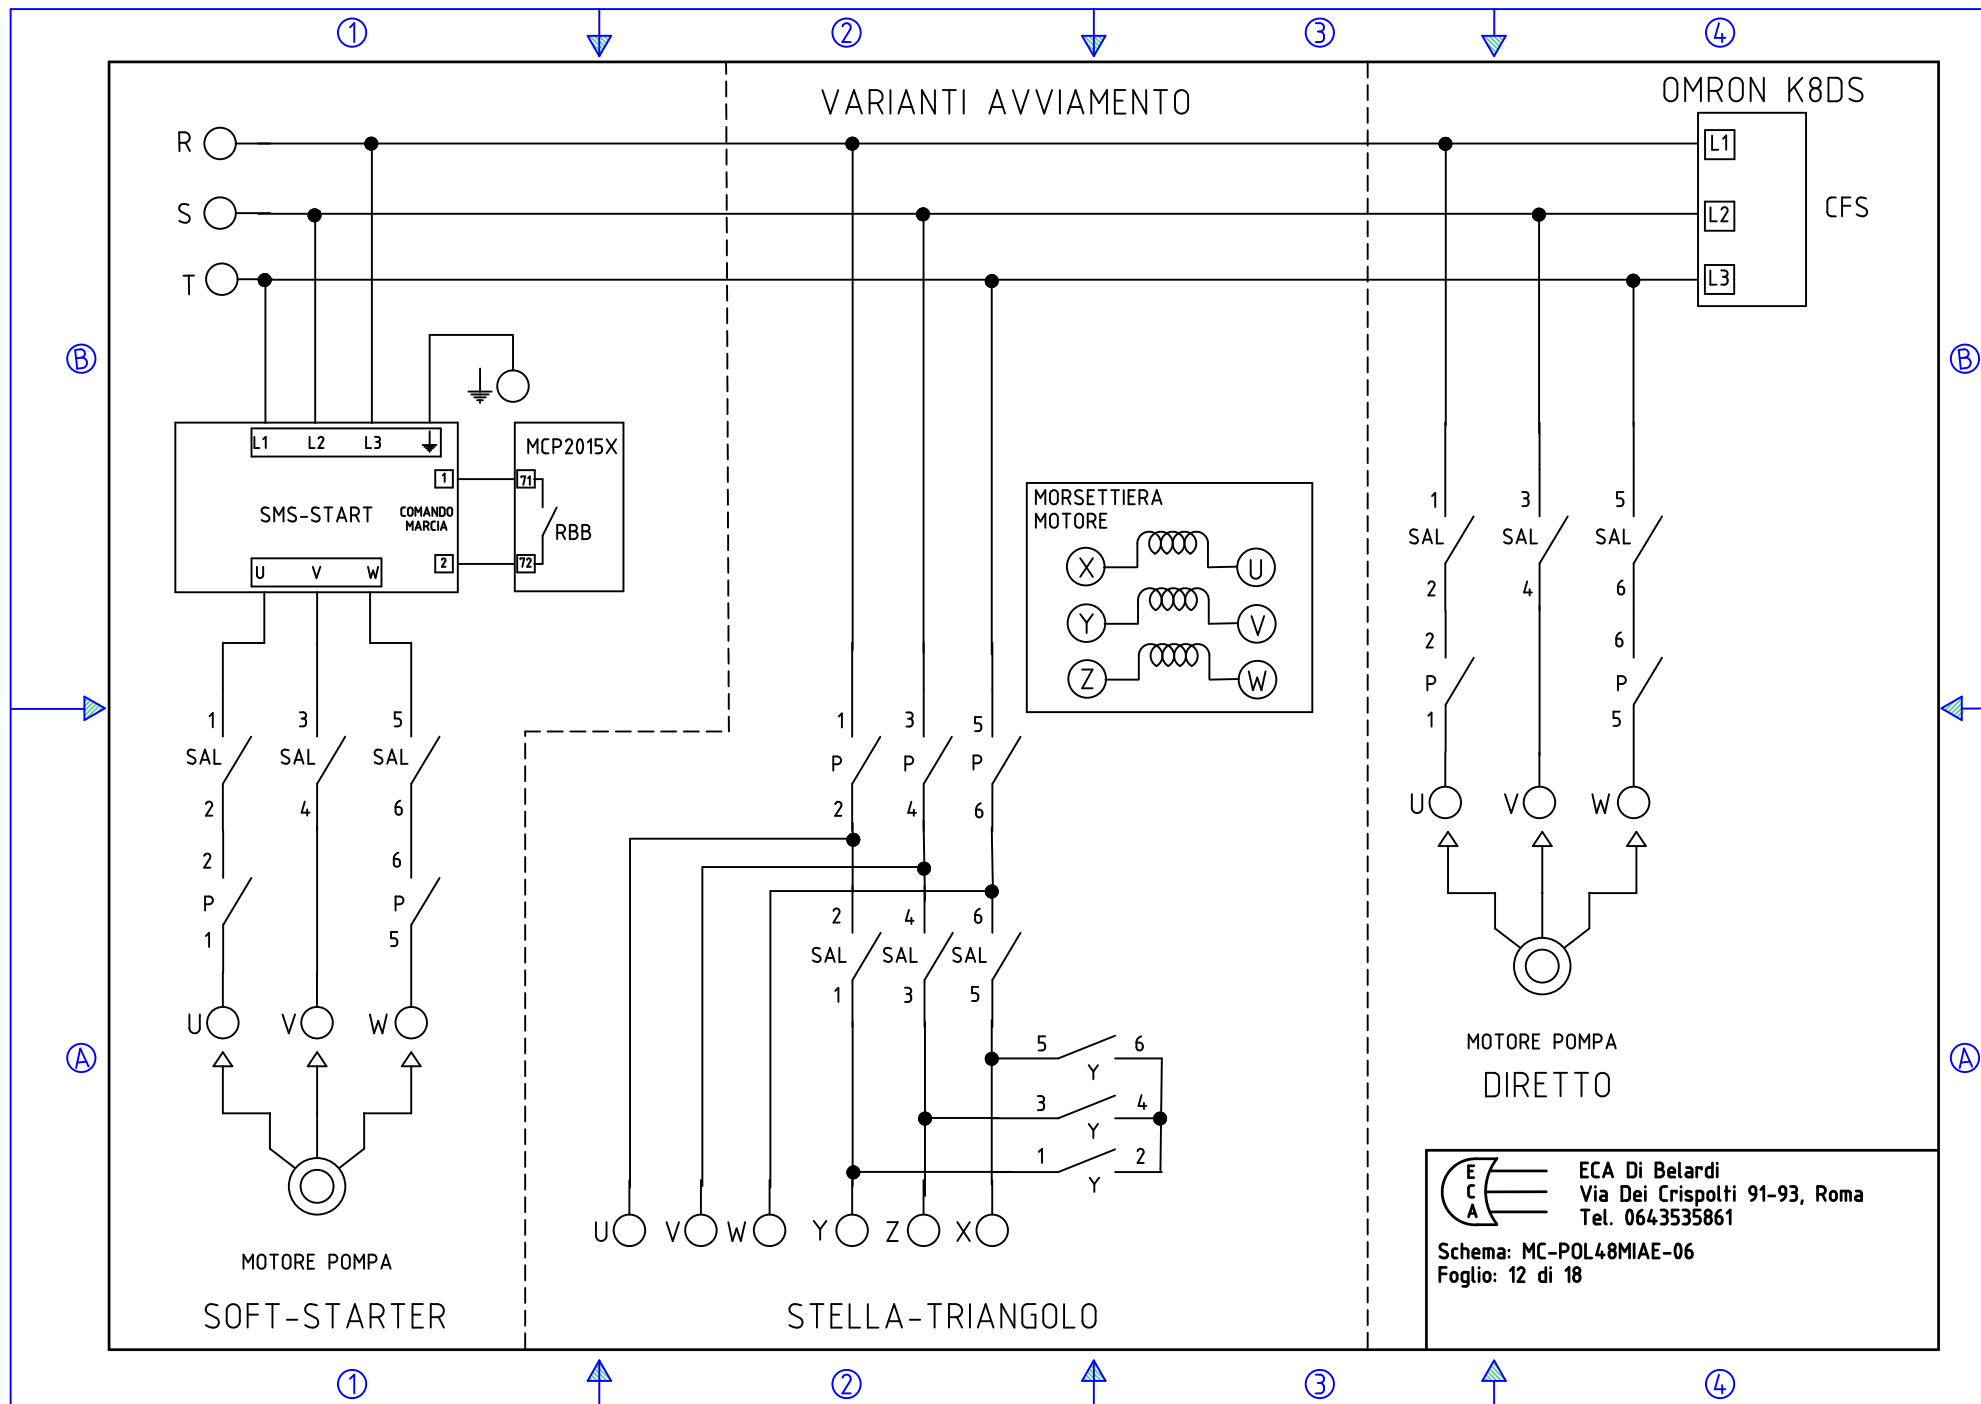 1 2 3 4
VARIANTI AVVIAMENTO
OMRON K8DS
R
S
T
L1
L2
L3
CFS
B B
L1 L2 L3
SMS-START
COMANDO
MARCIA
1
2
U V W
MCP2015X
71
RBB
72
MORSETTIERA
MOTORE
X U
Y V
Z W
1 3 5
SAL SAL SAL
2 4 6
2 6
P P
1 5
U V W
MOTORE POMPA
SOFT-STARTER
1 3 5
P P P
2 4 6
2 4 6
SAL SAL SAL
1 3 5
5 6
Y
3 4
Y
1 2
Y
U V W Y Z X
STELLA-TRIANGOLO
1 3 5
SAL SAL SAL
2 4 6
2 6
P P
1 5
U V W
MOTORE POMPA
DIRETTO
A A
E
C
A
ECA Di Belardi
Via Dei Crispolti 91-93, Roma
Tel. 0643535861
Schema: MC-POL48MIAE-06
Foglio: 12 di 18
1 2 3 4